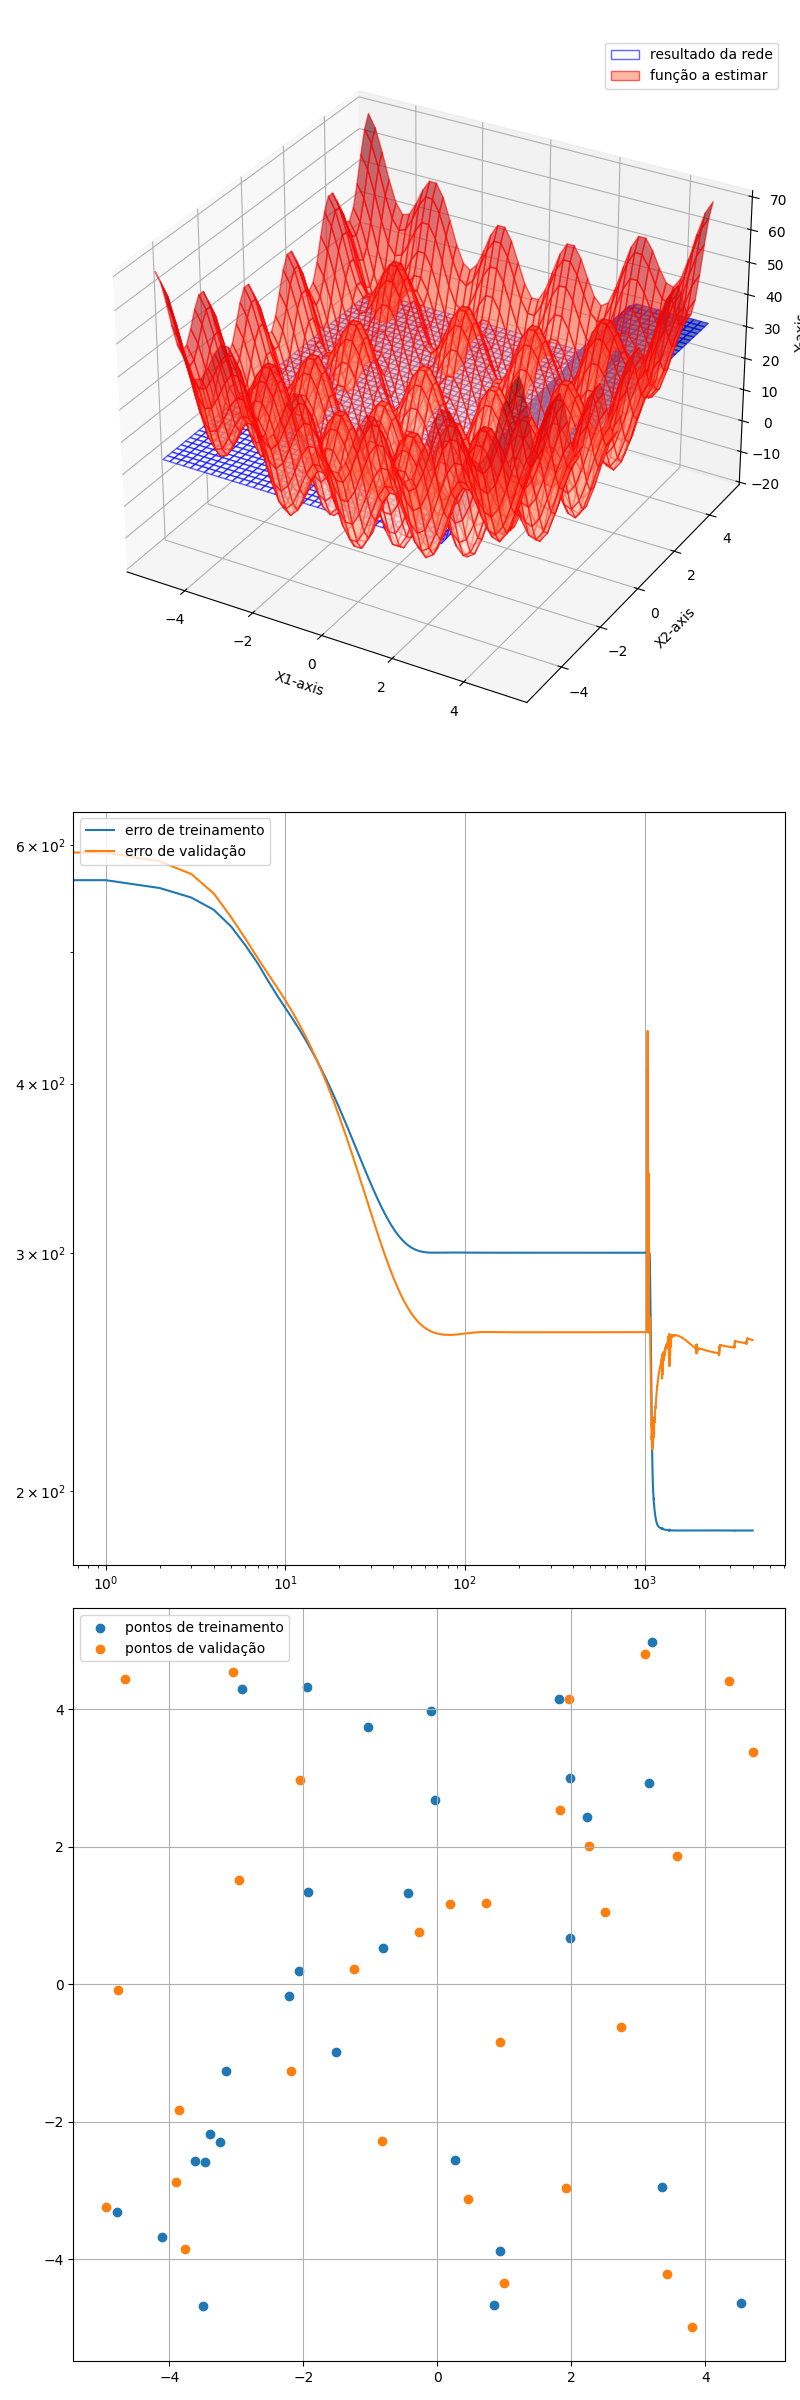 resultado da rede
função a estimar
70
60
50
40
30
20
10
0
−10
−20
4
2
0
−2
−4
X2-axis
−4
−2
0
2
4
X1-axis
erro de treinamento
erro de validação
6 × 10²
4 × 10²
3 × 10²
2 × 10²
10⁰ 10¹ 10² 10³
pontos de treinamento
pontos de validação
4
2
0
−2
−4
−4 −2 0 2 4